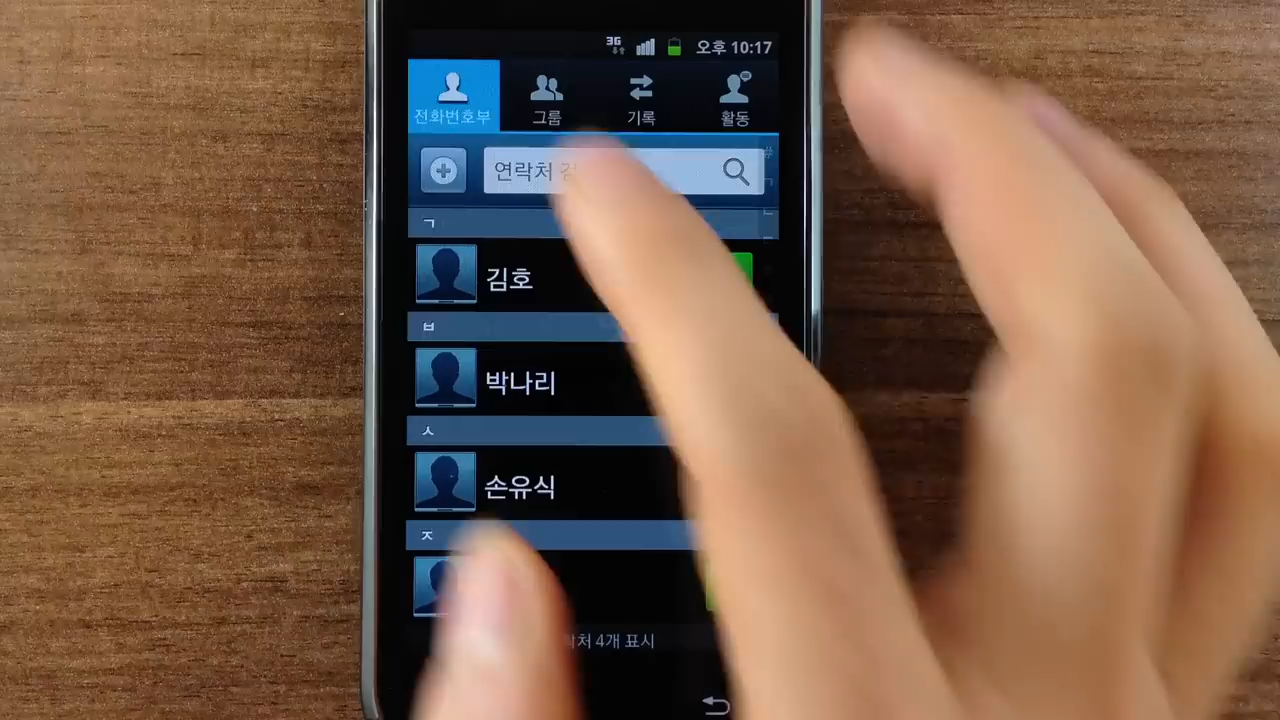 3G 오후 10:17
전화번호부 그룹 기록 활동
연락처
ㄱ
김호
ㅂ
박나리
ㅅ
손유식
ㅈ
4개 표시